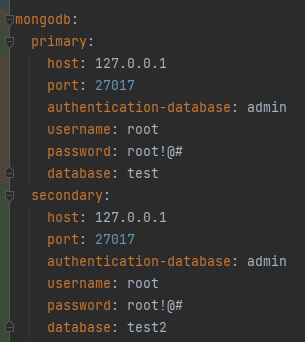 mongodb:
  primary:
    host: 127.0.0.1
    port: 27017
    authentication-database: admin
    username: root
    password: root!@#
    database: test
  secondary:
    host: 127.0.0.1
    port: 27017
    authentication-database: admin
    username: root
    password: root!@#
    database: test2